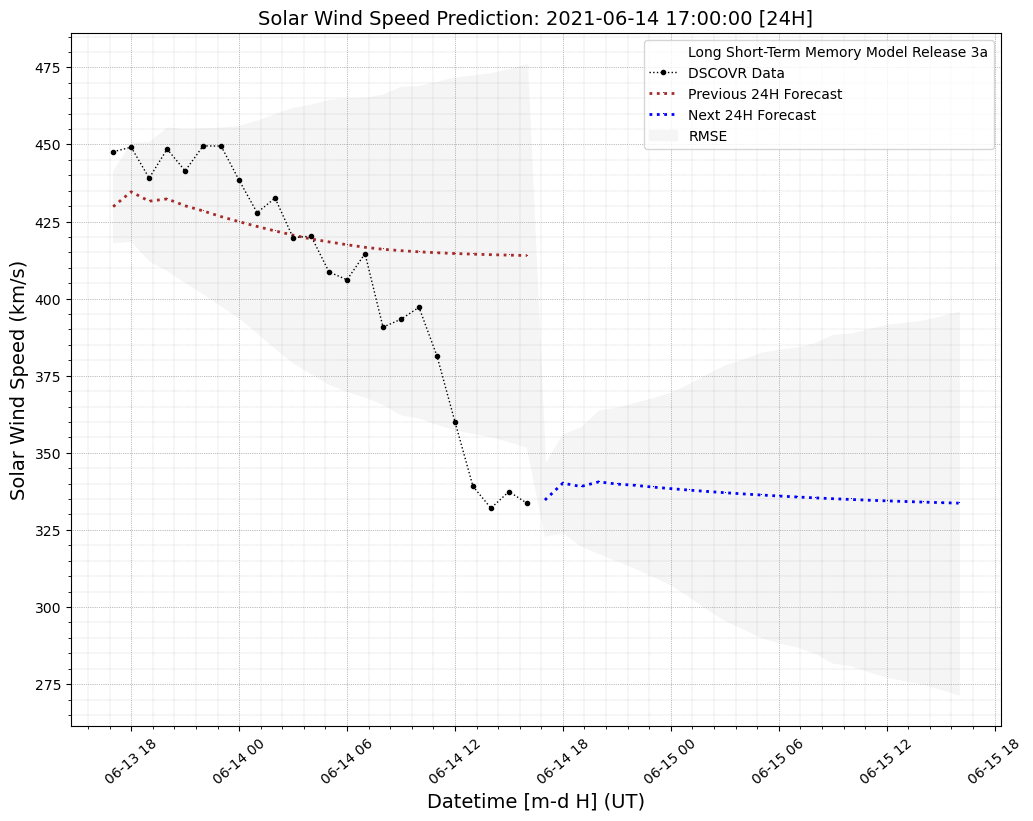 Solar Wind Speed Prediction: 2021-06-14 17:00:00 [24H]
Long Short-Term Memory Model Release 3a
DSCOVR Data
Previous 24H Forecast
Next 24H Forecast
RMSE
Solar Wind Speed (km/s)
475
450
425
400
375
350
325
300
275
06-13 18
06-14 00
06-14 06
06-14 12
06-14 18
06-15 00
06-15 06
06-15 12
06-15 18
Datetime [m-d H] (UT)